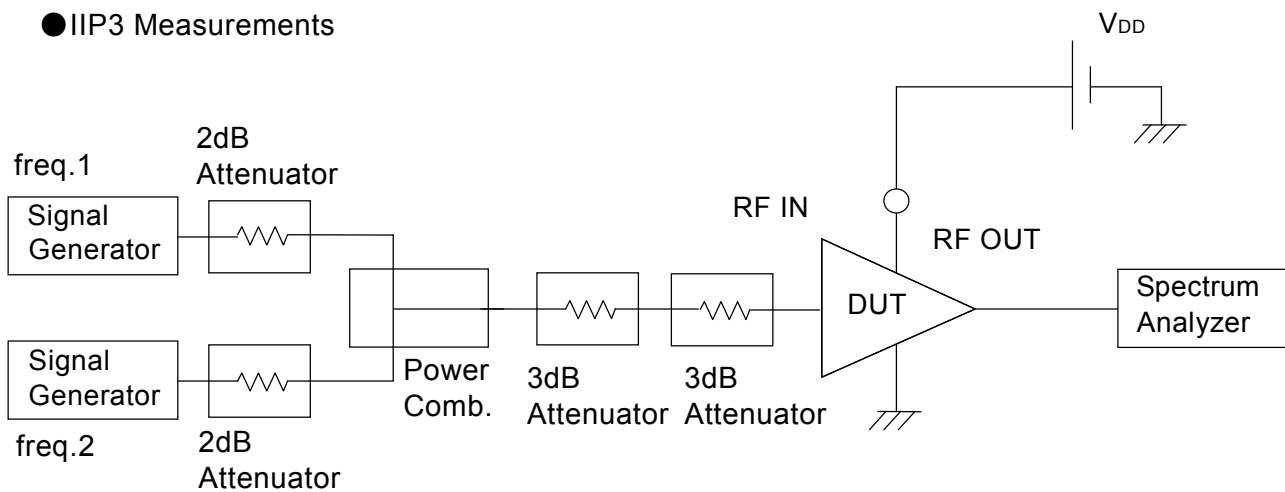 ●IIP3 Measurements
VDD
2dB
Attenuator
freq.1
Signal
Generator
RF IN
RF OUT
DUT
Spectrum
Analyzer
Signal
Generator
Power
Comb.
3dB
Attenuator
3dB
Attenuator
freq.2
2dB
Attenuator